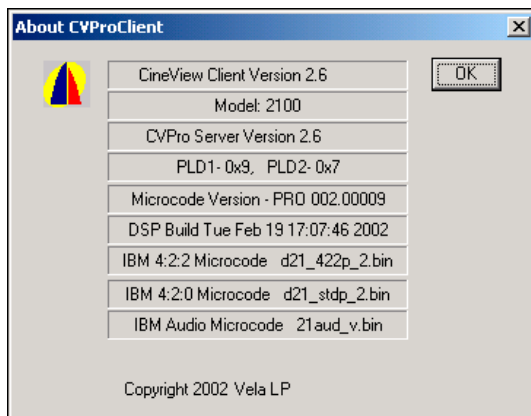 About CVProClient
CineView Client Version 2.6
OK
Model: 2100
CVPro Server Version 2.6
PLD1- 0x9, PLD2- 0x7
Microcode Version - PRO 002.00009
DSP Build Tue Feb 19 17:07:46 2002
IBM 4:2:2 Microcode d21_422p_2.bin
IBM 4:2:0 Microcode d21_stdp_2.bin
IBM Audio Microcode 21aud_v.bin
Copyright 2002 Vela LP